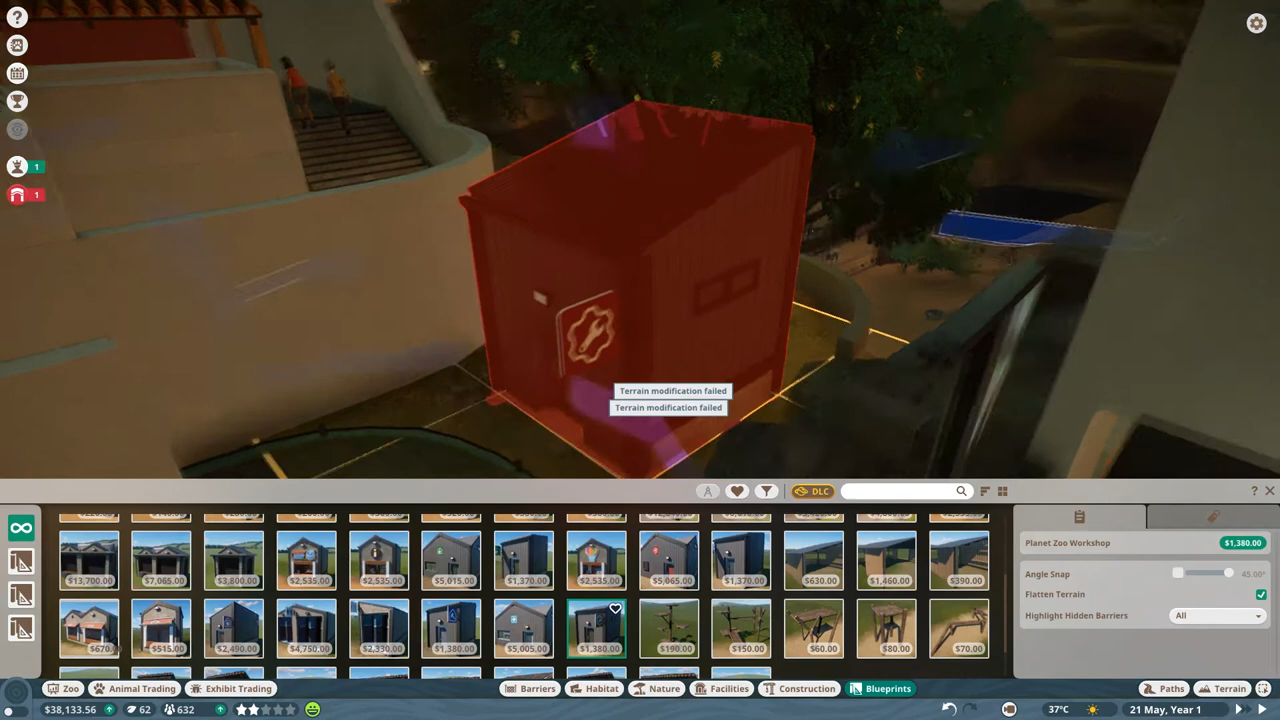 ?
1
1
Terrain modification failed
Terrain modification failed
DLC
?
Planet Zoo Workshop
$1,380.00
Angle Snap
45.00°
Flatten Terrain
Highlight Hidden Barriers
All
$13,700.00
$7,065.00
$3,800.00
$2,535.00
$2,535.00
$5,015.00
$1,370.00
$2,535.00
$5,065.00
$1,370.00
$630.00
$1,460.00
$390.00
$670.00
$515.00
$2,490.00
$4,750.00
$2,330.00
$1,380.00
$5,005.00
$1,380.00
$190.00
$150.00
$60.00
$80.00
$70.00
Zoo
Animal Trading
Exhibit Trading
Barriers
Habitat
Nature
Facilities
Construction
Blueprints
Paths
Terrain
$38,133.56
62
632
37°C
21 May, Year 1